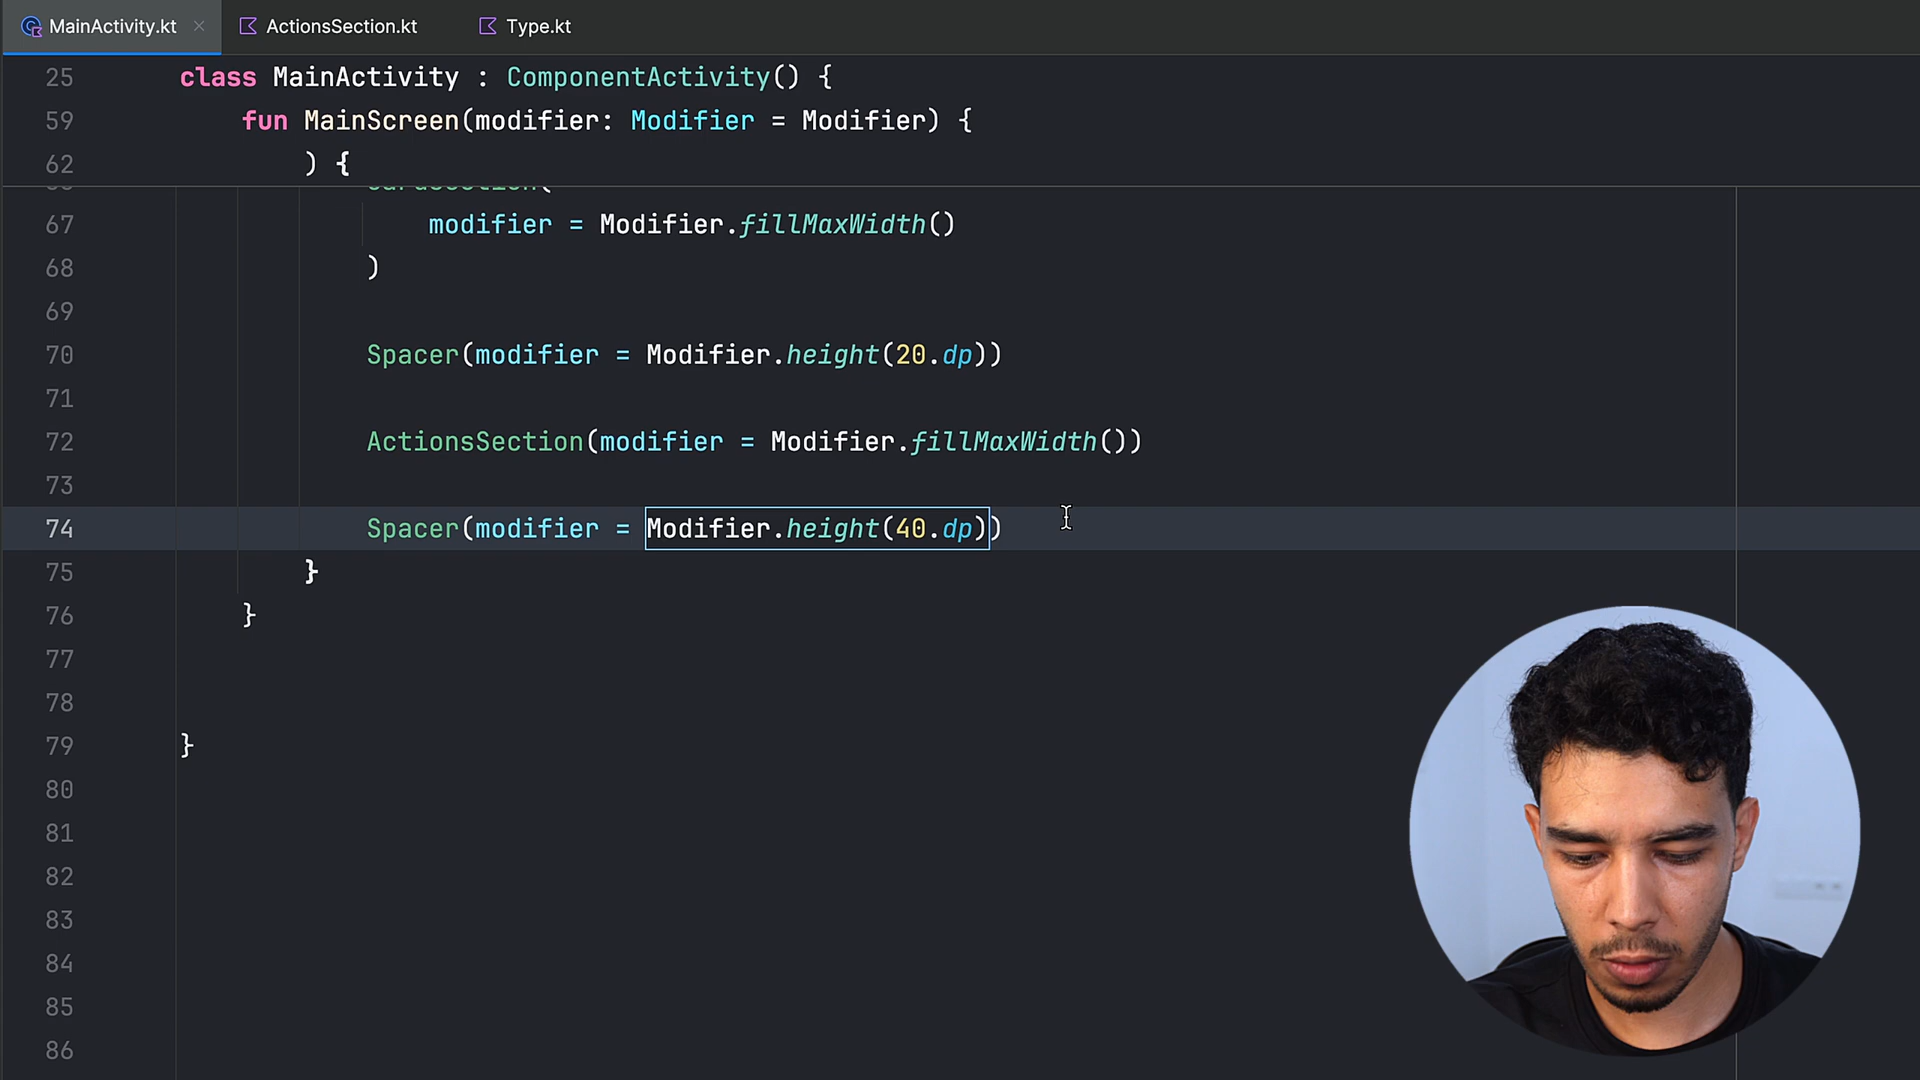 MainActivity.kt
ActionsSection.kt
Type.kt
25 class MainActivity : ComponentActivity() {
59 fun MainScreen(modifier: Modifier = Modifier) {
62 ) {
67 modifier = Modifier.fillMaxWidth()
68 )
69
70 Spacer(modifier = Modifier.height(20.dp))
71
72 ActionsSection(modifier = Modifier.fillMaxWidth())
73
74 Spacer(modifier = Modifier.height(40.dp))
75 }
76 }
77
78
79 }
80
81
82
83
84
85
86